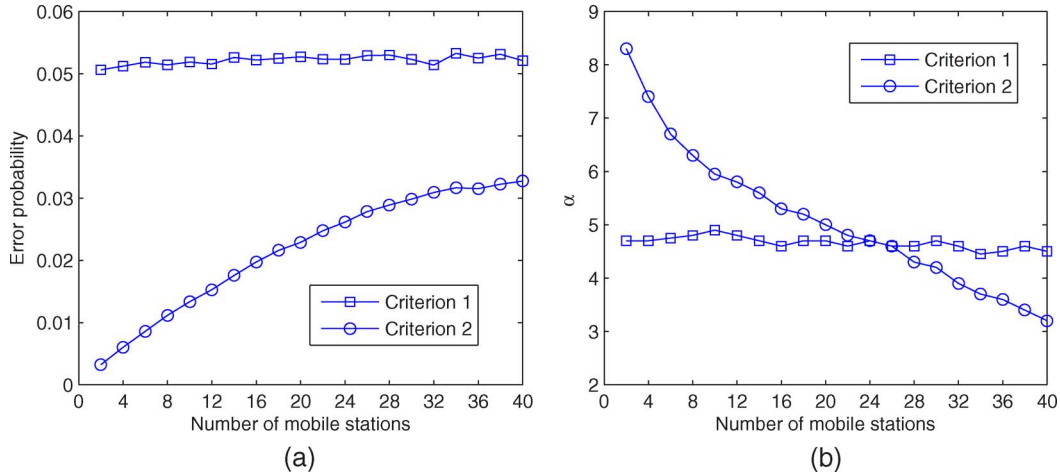 0.06
0.05
0.04
0.03
0.02
0.01
0
Error probability
Criterion 1
Criterion 2
0 4 8 12 16 20 24 28 32 36 40
Number of mobile stations
(a)
9
8
7
6
5
4
3
2
α
Criterion 1
Criterion 2
0 4 8 12 16 20 24 28 32 36 40
Number of mobile stations
(b)